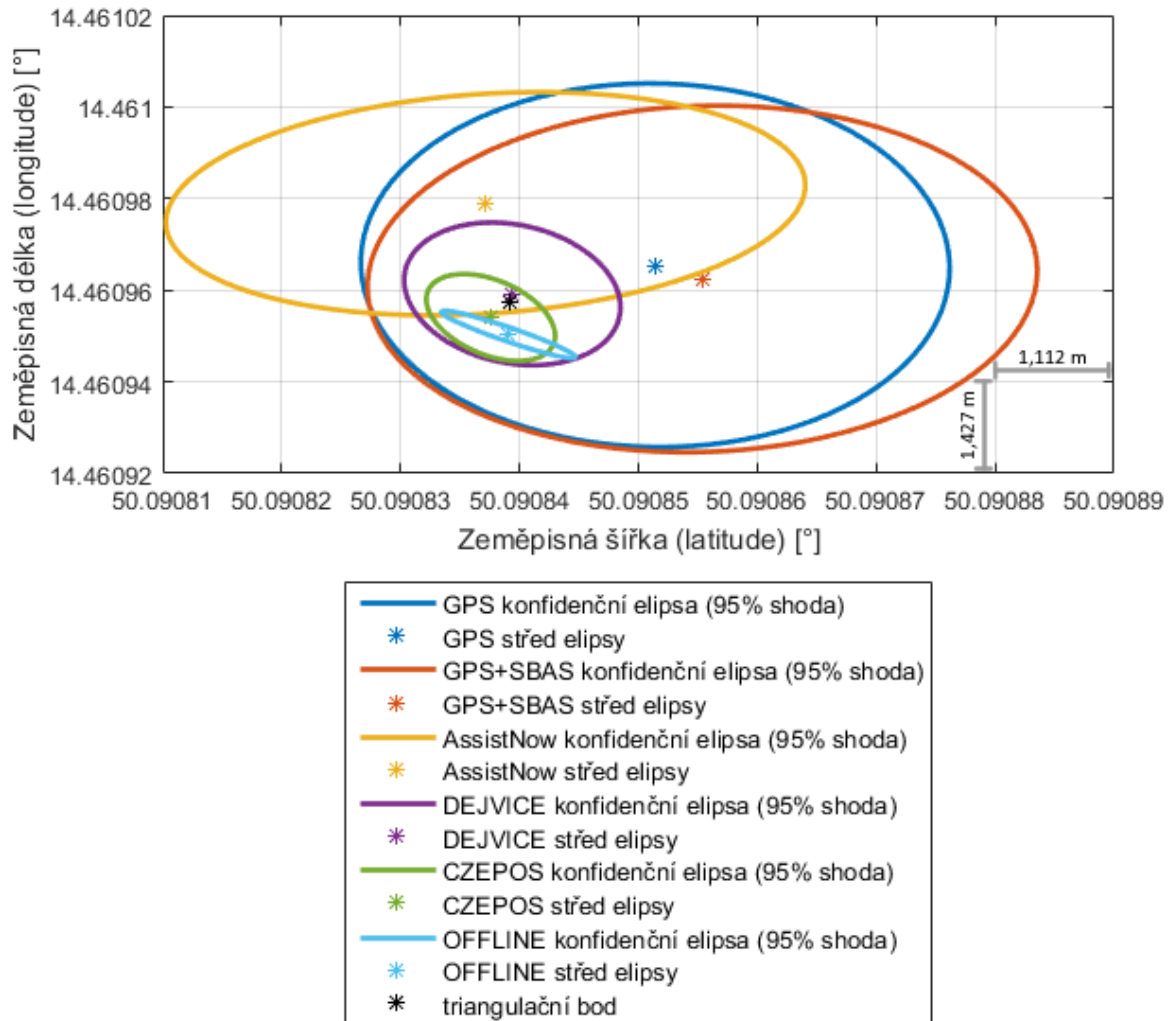 Zeměpisná délka (longitude) [°]
14.46102
14.461
14.46098
14.46096
14.46094
14.46092
1,112 m
1,427 m
50.09081 50.09082 50.09083 50.09084 50.09085 50.09086 50.09087 50.09088 50.09089
Zeměpisná šířka (latitude) [°]
GPS konfidenční elipsa (95% shoda)
GPS střed elipsy
GPS+SBAS konfidenční elipsa (95% shoda)
GPS+SBAS střed elipsy
AssistNow konfidenční elipsa (95% shoda)
AssistNow střed elipsy
DEJVICE konfidenční elipsa (95% shoda)
DEJVICE střed elipsy
CZEPOS konfidenční elipsa (95% shoda)
CZEPOS střed elipsy
OFFLINE konfidenční elipsa (95% shoda)
OFFLINE střed elipsy
triangulační bod